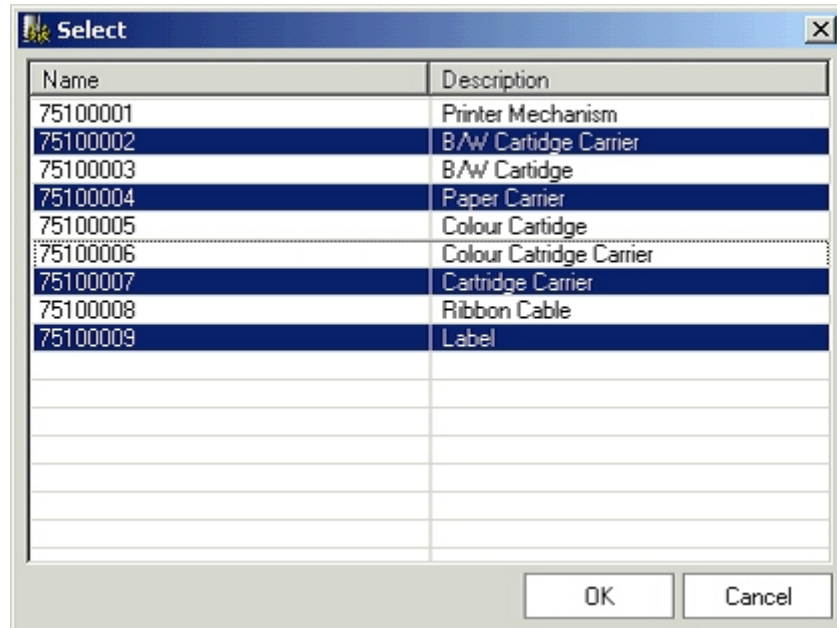 Select
Name Description
75100001 Printer Mechanism
75100002 B/W Cartidge Carrier
75100003 B/W Cartidge
75100004 Paper Carrier
75100005 Colour Cartidge
75100006 Colour Catridge Carrier
75100007 Cartridge Carrier
75100008 Ribbon Cable
75100009 Label
OK Cancel